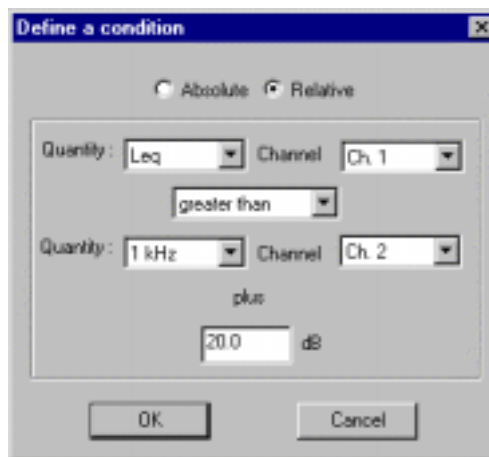 Define a condition
Absolute Relative
Quantity : Leq Channel Ch. 1
greater than
Quantity : 1 kHz Channel Ch. 2
plus
20.0 dB
OK Cancel